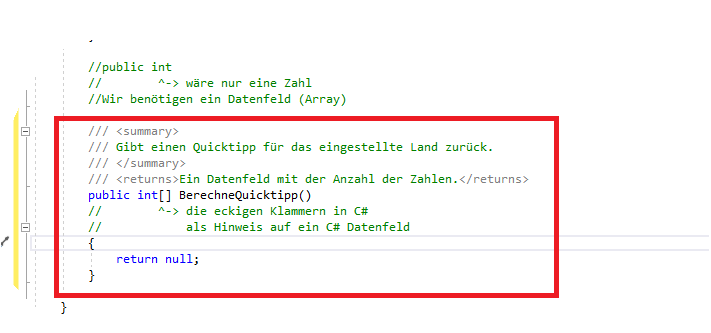 }
//public int
//        ^-> wäre nur eine Zahl
//Wir benötigen ein Datenfeld (Array)
/// <summary>
/// Gibt einen Quicktipp für das eingestellte Land zurück.
/// </summary>
/// <returns>Ein Datenfeld mit der Anzahl der Zahlen.</returns>
public int[] BerechneQuicktipp()
//        ^-> die eckigen Klammern in C#
//            als Hinweis auf ein C# Datenfeld
{
    return null;
}
}